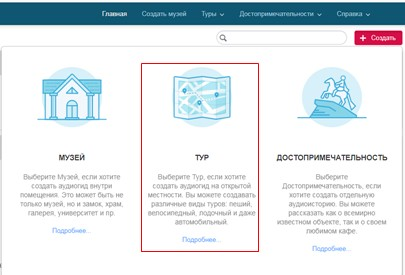 Главная Создать музей Туры Достопримечательности Справка
+ Создать
МУЗЕЙ
Выберите Музей, если хотите
создать аудиогид внутри
помещения. Это может быть не
только музей, но и замок, храм,
галерея, университет и пр.
Подробнее...
ТУР
Выберите Тур, если хотите
создать аудиогид на открытой
местности. Вы можете создавать
различные виды туров: пеший,
велосипедный, лодочный и даже
автомобильный.
Подробнее...
ДОСТОПРИМЕЧАТЕЛЬНОСТЬ
Выберите
Достопримечательность, если
хотите создать отдельную
аудиоисторию. Вы можете
рассказать как о всемирно
известном объекте, так и о своем
любимом кафе.
Подробнее...